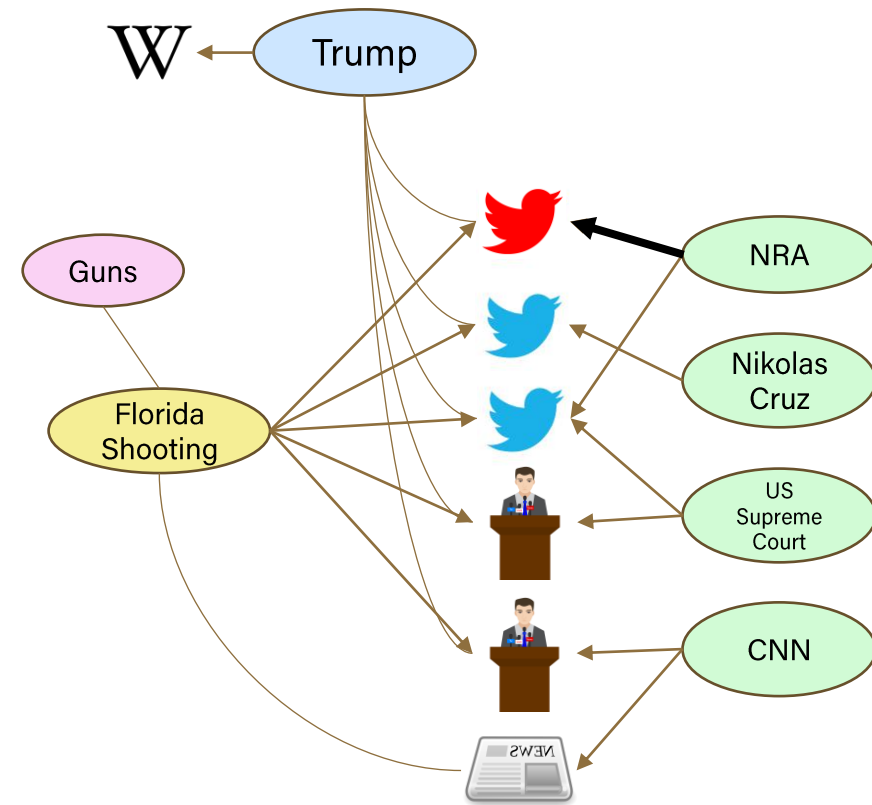 W
Trump
Guns
NRA
Nikolas
Cruz
Florida
Shooting
US
Supreme
Court
CNN
NEWS